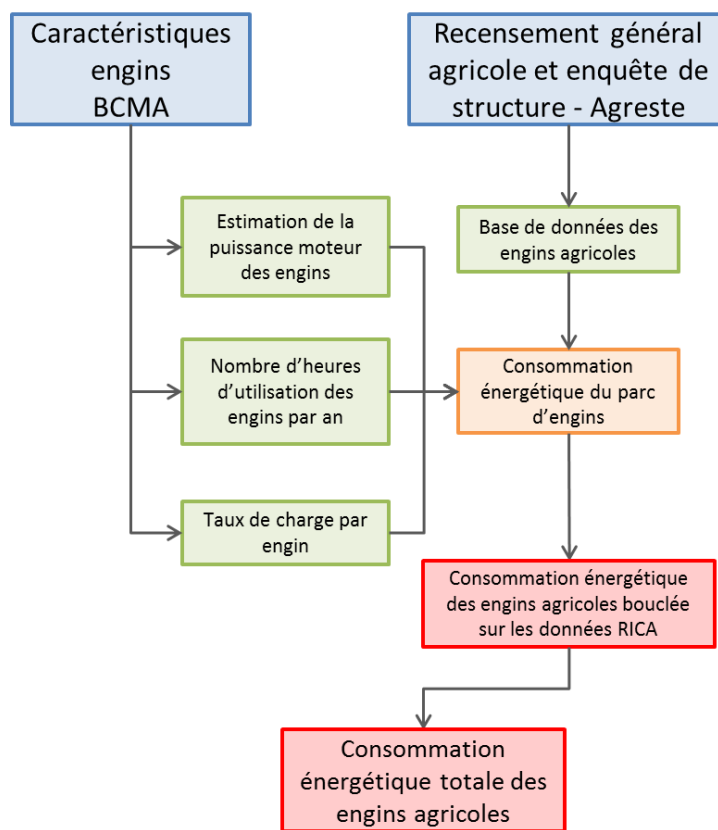 Caractéristiques
engins
BCMA
Recensement général
agricole et enquête de
structure - Agreste
Estimation de la
puissance moteur
des engins
Base de données des
engins agricoles
Nombre d’heures
d’utilisation des
engins par an
Consommation
énergétique du parc
d’engins
Taux de charge par
engin
Consommation énergétique
des engins agricoles bouclée
sur les données RICA
Consommation
énergétique totale des
engins agricoles